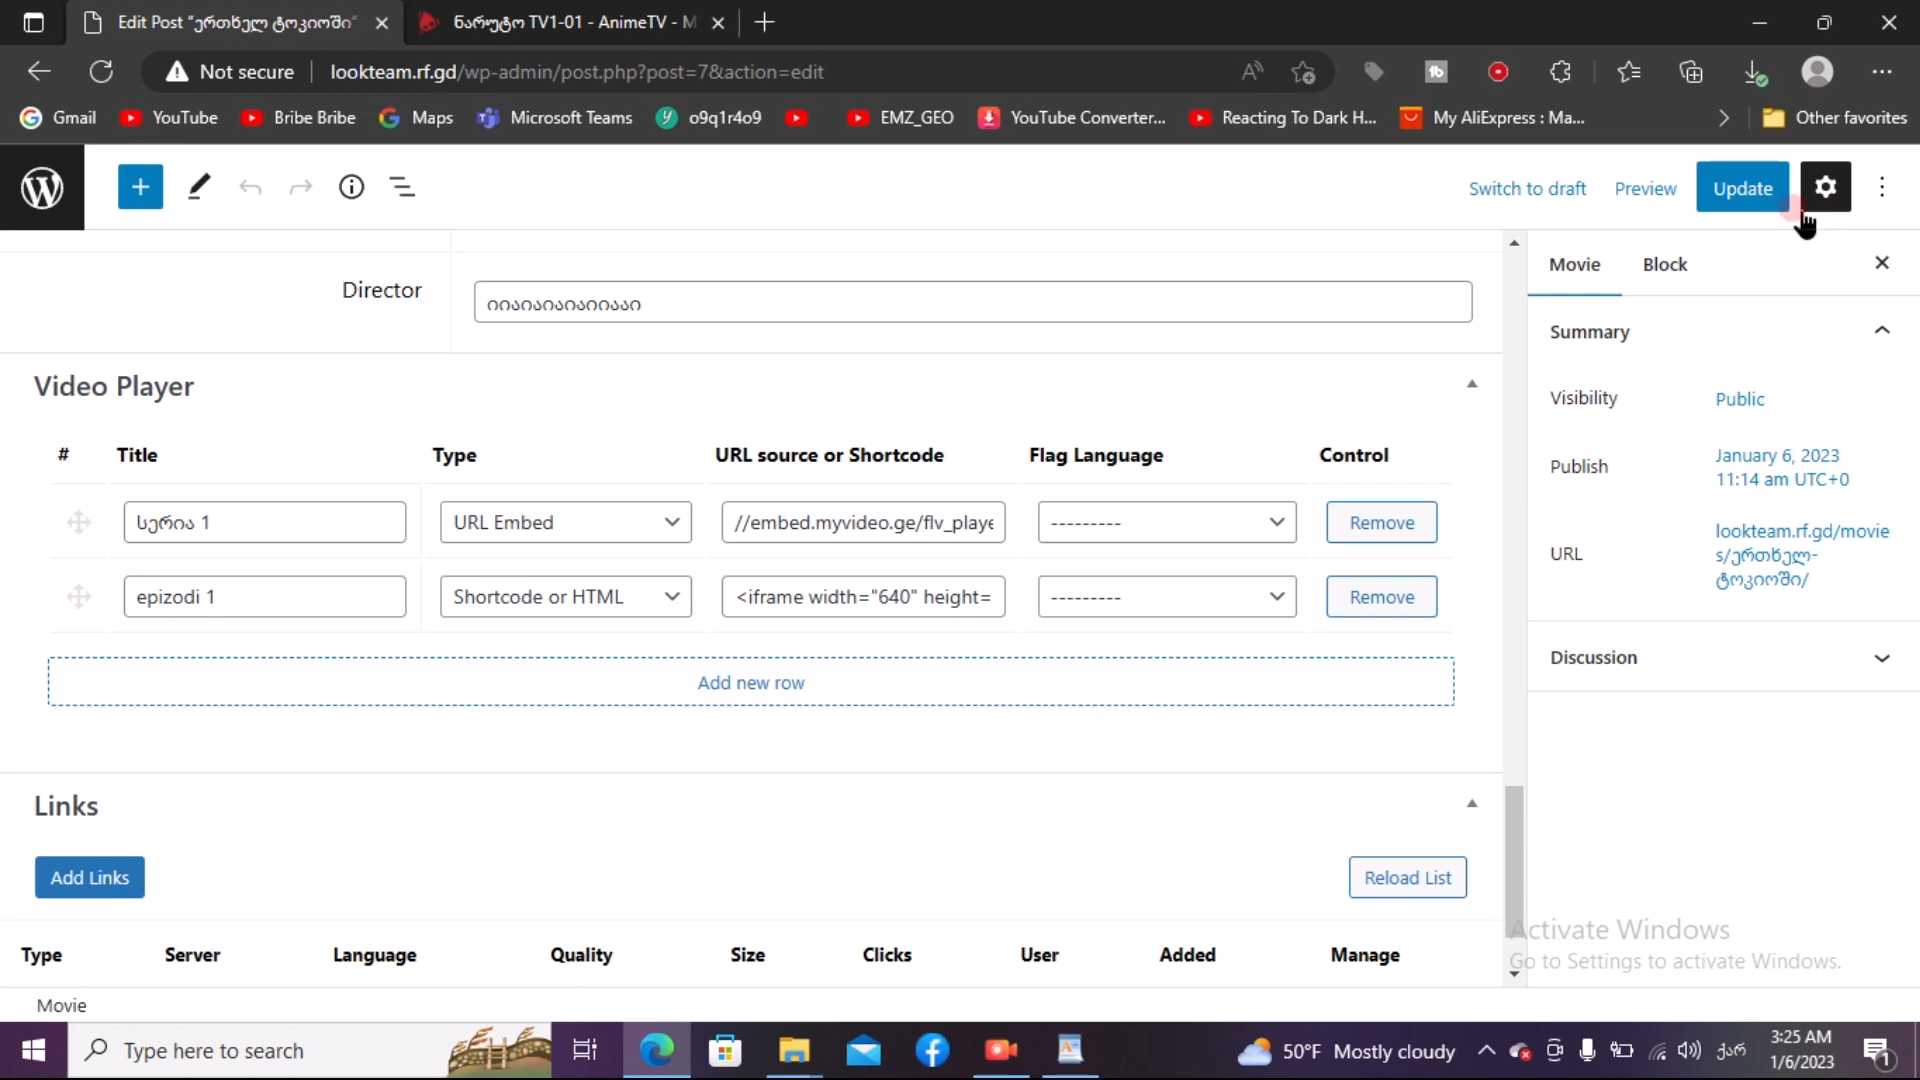 Edit Post "ერთხელ ტოკიოში"
ნარუტო TV1-01 - AnimeTV - M
Not secure
lookteam.rf.gd/wp-admin/post.php?post=7&action=edit
Gmail YouTube Bribe Bribe Maps Microsoft Teams o9q1r4o9 EMZ_GEO YouTube Converter... Reacting To Dark H... My AliExpress : Ma... Other favorites
Switch to draft Preview Update
Director
იიაიაიაიაიიააი
Video Player
# Title Type URL source or Shortcode Flag Language Control
სერია 1 URL Embed //embed.myvideo.ge/flv_playe --------- Remove
epizodi 1 Shortcode or HTML <iframe width="640" height= --------- Remove
Add new row
Links
Add Links Reload List
Type Server Language Quality Size Clicks User Added Manage
Movie
Movie Block
Summary
Visibility Public
Publish January 6, 2023
11:14 am UTC+0
URL lookteam.rf.gd/movie
s/ერთხელ-
ტოკიოში/
Discussion
Activate Windows
Go to Settings to activate Windows.
Type here to search
50°F Mostly cloudy
ქარ
3:25 AM
1/6/2023
1